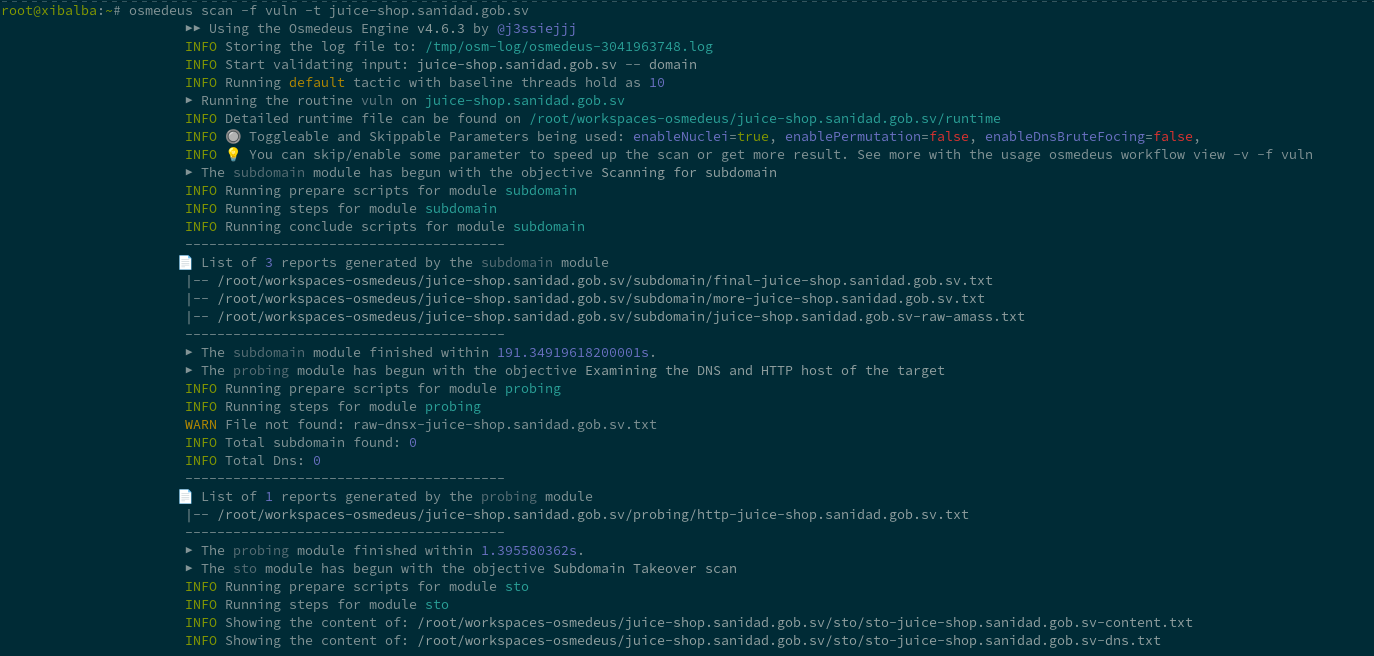 root@xibalba:~# osmedeus scan -f vuln -t juice-shop.sanidad.gob.sv
▶▶ Using the Osmedeus Engine v4.6.3 by @j3ssiejjj
INFO Storing the log file to: /tmp/osm-log/osmedeus-3041963748.log
INFO Start validating input: juice-shop.sanidad.gob.sv -- domain
INFO Running default tactic with baseline threads hold as 10
▶ Running the routine vuln on juice-shop.sanidad.gob.sv
INFO Detailed runtime file can be found on /root/workspaces-osmedeus/juice-shop.sanidad.gob.sv/runtime
INFO 🔘 Toggleable and Skippable Parameters being used: enableNuclei=true, enablePermutation=false, enableDnsBruteFocing=false,
INFO 💡 You can skip/enable some parameter to speed up the scan or get more result. See more with the usage osmedeus workflow view -v -f vuln
▶ The subdomain module has begun with the objective Scanning for subdomain
INFO Running prepare scripts for module subdomain
INFO Running steps for module subdomain
INFO Running conclude scripts for module subdomain
----------------------------------------
📄 List of 3 reports generated by the subdomain module
|-- /root/workspaces-osmedeus/juice-shop.sanidad.gob.sv/subdomain/final-juice-shop.sanidad.gob.sv.txt
|-- /root/workspaces-osmedeus/juice-shop.sanidad.gob.sv/subdomain/more-juice-shop.sanidad.gob.sv.txt
|-- /root/workspaces-osmedeus/juice-shop.sanidad.gob.sv/subdomain/juice-shop.sanidad.gob.sv-raw-amass.txt
----------------------------------------
▶ The subdomain module finished within 191.34919618200001s.
▶ The probing module has begun with the objective Examining the DNS and HTTP host of the target
INFO Running prepare scripts for module probing
INFO Running steps for module probing
WARN File not found: raw-dnsx-juice-shop.sanidad.gob.sv.txt
INFO Total subdomain found: 0
INFO Total Dns: 0
----------------------------------------
📄 List of 1 reports generated by the probing module
|-- /root/workspaces-osmedeus/juice-shop.sanidad.gob.sv/probing/http-juice-shop.sanidad.gob.sv.txt
----------------------------------------
▶ The probing module finished within 1.395580362s.
▶ The sto module has begun with the objective Subdomain Takeover scan
INFO Running prepare scripts for module sto
INFO Running steps for module sto
INFO Showing the content of: /root/workspaces-osmedeus/juice-shop.sanidad.gob.sv/sto/sto-juice-shop.sanidad.gob.sv-content.txt
INFO Showing the content of: /root/workspaces-osmedeus/juice-shop.sanidad.gob.sv/sto/sto-juice-shop.sanidad.gob.sv-dns.txt